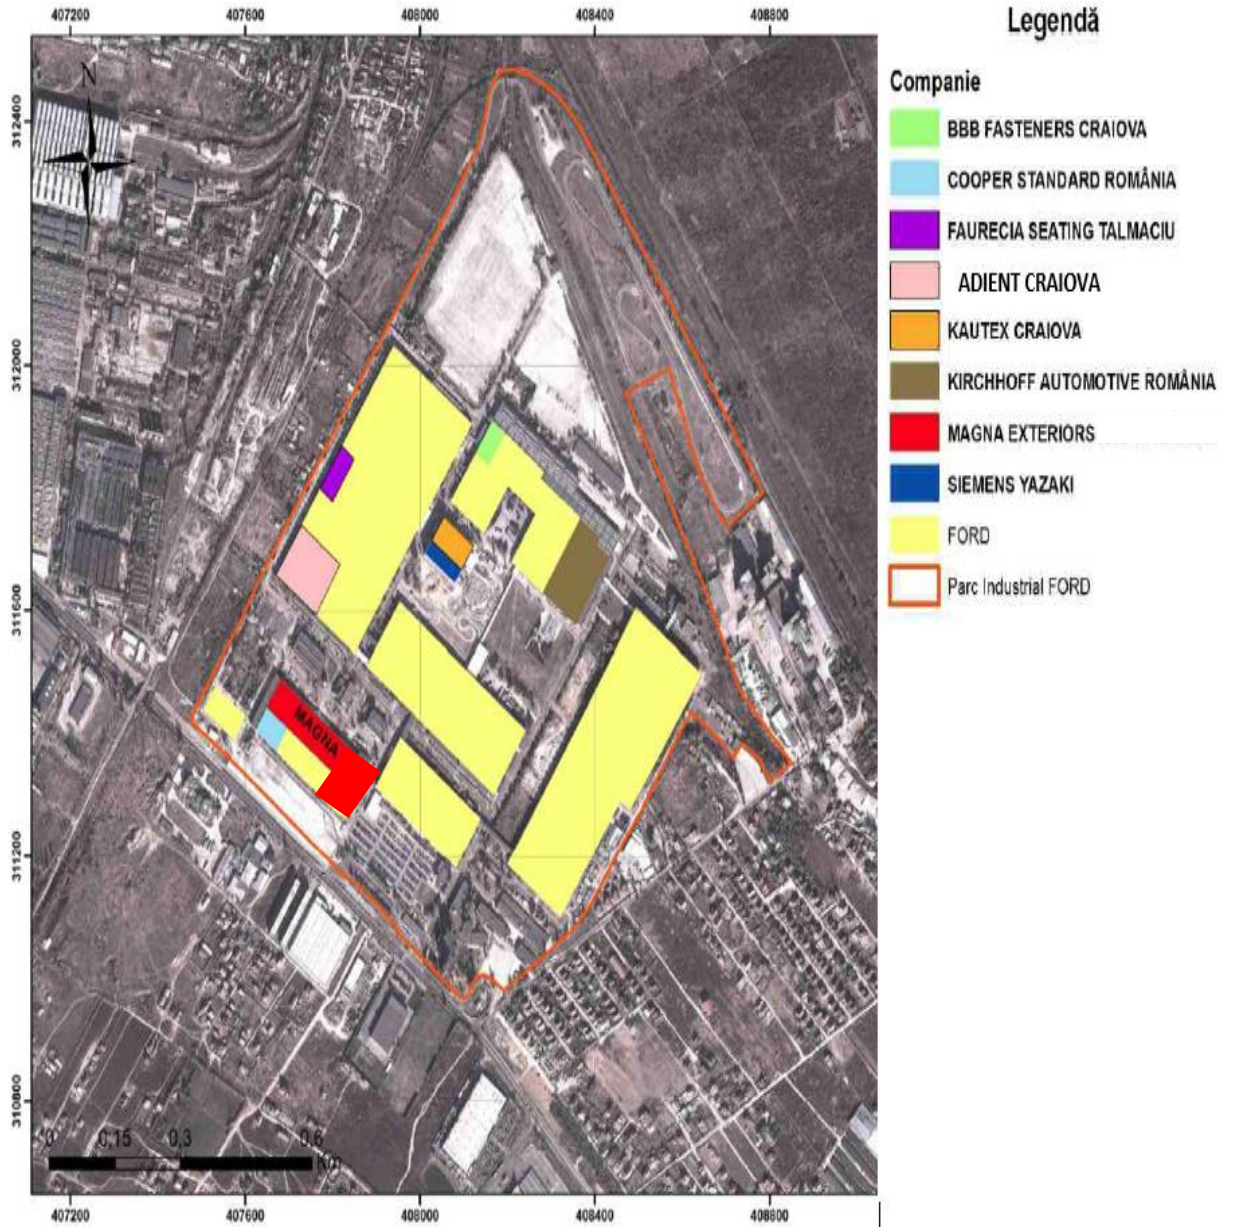 407200 407600 408000 408400 408800
Legendă
N
Companie
BBB FASTENERS CRAIOVA
COOPER STANDARD ROMÂNIA
FAURECIA SEATING TALMACIU
ADIENT CRAIOVA
KAUTEX CRAIOVA
KIRCHHOFF AUTOMOTIVE ROMÂNIA
MAGNA EXTERIORS
SIEMENS YAZAKI
FORD
Parc Industrial FORD
312400
312000
311600
311200
310800
MAGNA
0 0,15 0,3 0,6
Km
407200 407600 408000 408400 408800